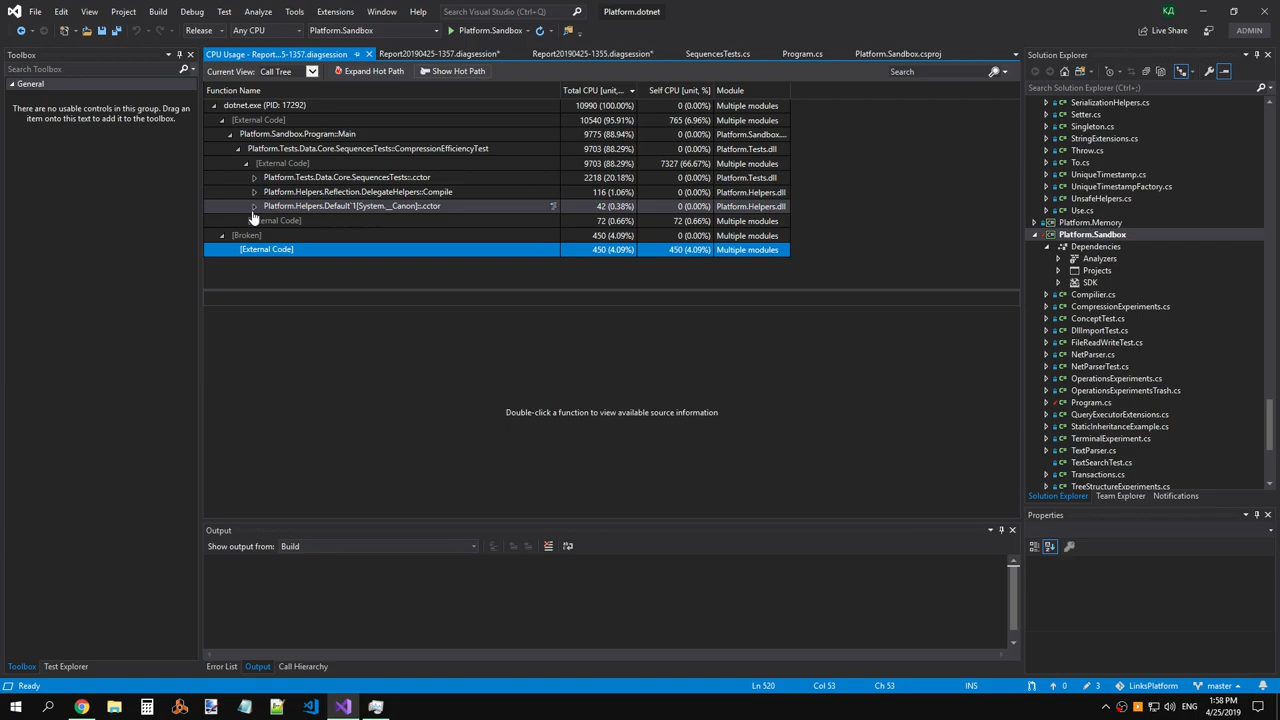 File Edit View Project Build Debug Test Analyze Tools Extensions Window Help Search Visual Studio (Ctrl+Q) Platform.dotnet КД
Debug Any CPU Platform.Sandbox Platform.Sandbox Live Share ADMIN
Toolbox
Search Toolbox
General
There are no usable controls in this group. Drag an item onto this text to add it to the toolbox.
CPU Usage - Report...5-1357.diagsession Report20190425-1357.diagsession* Report20190425-1355.diagsession* SequencesTests.cs Program.cs Platform.Sandbox.csproj
Current View: Call Tree Expand Hot Path Show Hot Path Search
Function Name Total CPU [unit,... Self CPU [unit, %] Module
dotnet.exe (PID: 17292) 10990 (100.00%) 0 (0.00%) Multiple modules
[External Code] 10540 (95.91%) 765 (6.96%) Multiple modules
Platform.Sandbox.Program::Main 9775 (88.94%) 0 (0.00%) Platform.Sandbox....
Platform.Tests.Data.Core.SequencesTests::CompressionEfficiencyTest 9703 (88.29%) 0 (0.00%) Platform.Tests.dll
[External Code] 9703 (88.29%) 7327 (66.67%) Multiple modules
Platform.Tests.Data.Core.SequencesTests::.cctor 2218 (20.18%) 0 (0.00%) Platform.Tests.dll
Platform.Helpers.Reflection.DelegateHelpers::Compile 116 (1.06%) 0 (0.00%) Platform.Helpers.dll
Platform.Helpers.Default`1[System.__Canon]::.cctor 42 (0.38%) 0 (0.00%) Platform.Helpers.dll
[External Code] 72 (0.66%) 72 (0.66%) Multiple modules
[Broken] 450 (4.09%) 0 (0.00%) Multiple modules
[External Code] 450 (4.09%) 450 (4.09%) Multiple modules
Double-click a function to view available source information
Output
Show output from: Build
Error List Output Call Hierarchy
Toolbox Test Explorer
Solution Explorer
Search Solution Explorer (Ctrl+;)
SerializationHelpers.cs
Setter.cs
Singleton.cs
StringExtensions.cs
Throw.cs
To.cs
UniqueTimestamp.cs
UniqueTimestampFactory.cs
UnsafeHelpers.cs
Use.cs
Platform.Memory
Platform.Sandbox
Dependencies
Analyzers
Projects
SDK
Compilier.cs
CompressionExperiments.cs
ConceptTest.cs
DllImportTest.cs
FileReadWriteTest.cs
NetParser.cs
NetParserTest.cs
OperationsExperiments.cs
OperationsExperimentsTrash.cs
Program.cs
QueryExecutorExtensions.cs
StaticInheritanceExample.cs
TerminalExperiment.cs
TextParser.cs
TextSearchTest.cs
Transactions.cs
TreeStructureExperiments.cs
Solution Explorer Team Explorer Notifications
Properties
Ready Ln 520 Col 53 Ch 53 INS 0 3 LinksPlatform master
ENG 1:58 PM
4/25/2019